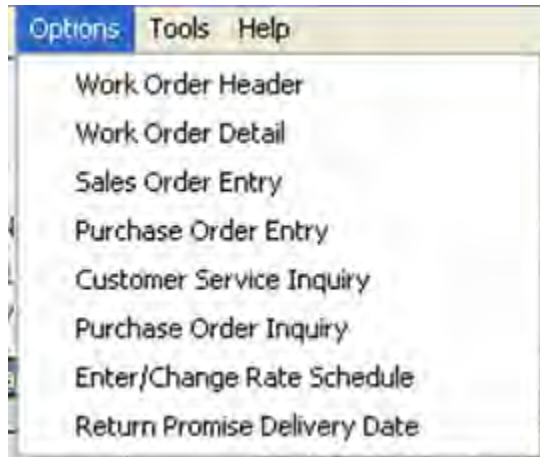 Options Tools Help
Work Order Header
Work Order Detail
Sales Order Entry
Purchase Order Entry
Customer Service Inquiry
Purchase Order Inquiry
Enter/Change Rate Schedule
Return Promise Delivery Date